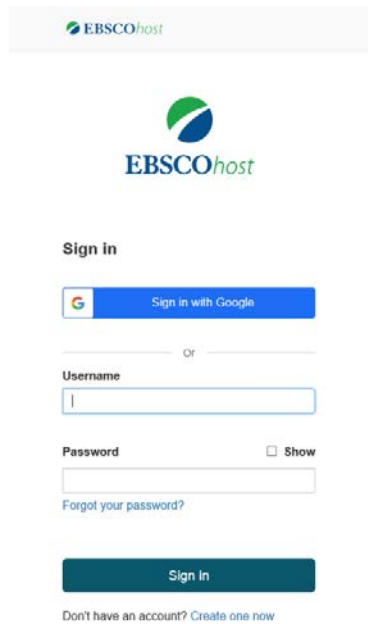 EBSCOhost
EBSCOhost
Sign in
G Sign in with Google
or
Username
Password Show
Forgot your password?
Sign In
Don't have an account? Create one now